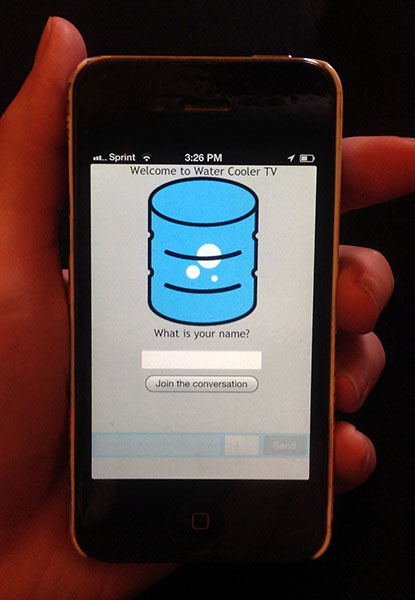 Sprint 3:26 PM
Welcome to Water Cooler TV
What is your name?
Join the conversation
:-) Send